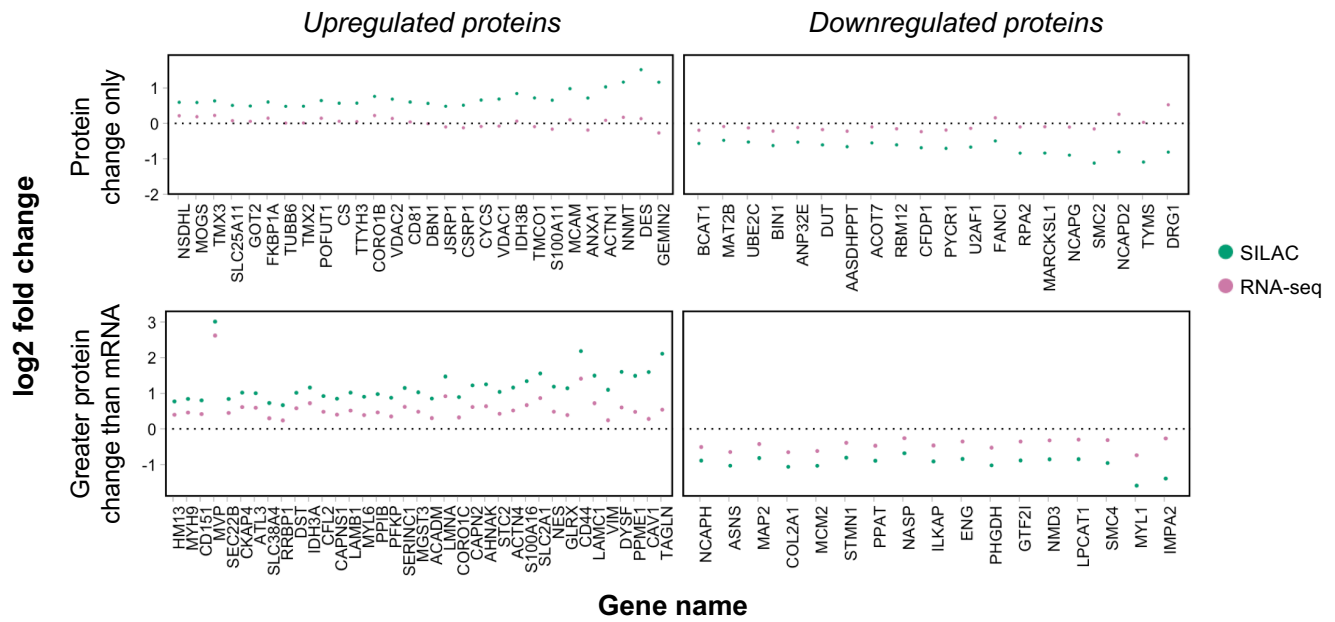 Upregulated proteins
Downregulated proteins
log2 fold change
Protein
change only
1
0
-1
-2
NSDHL
MOGS
TMX3
SLC25A11
GOT2
FKBP1A
TUBB6
TMX2
POFUT1
CS
TTYH3
CORO1B
VDAC2
CD81
DBN1
JSRP1
CSRP1
CYCS
VDAC1
IDH3B
TMCO1
S100A11
MCAM
ANXA1
ACTN1
NNMT
DES
GEMIN2
BCAT1
MAT2B
UBE2C
BIN1
ANP32E
DUT
AASDHPPT
ACOT7
RBM12
CFDP1
PYCR1
U2AF1
FANCI
RPA2
MARCKSL1
NCAPG
SMC2
NCAPD2
TYMS
DRG1
SILAC
RNA-seq
Greater protein
change than mRNA
3
2
1
0
-1
HM13
MYH9
CD151
MVP
SEC22B
CKAP4
ATL3
SLC38A4
RRBP1
DST
IDH3A
CFL2
CAPNS1
LAMB1
MYL6
PPIB
PFKP
SERINC1
MGST3
ACADM
LMNA
CORO1C
CAPN2
AHNAK
STC2
ACTN4
S100A16
SLC2A1
NES
GLRX
CD44
LAMC1
VIM
DYSF
PPME1
CAV1
TAGLN
NCAPH
ASNS
MAP2
COL2A1
MCM2
STMN1
PPAT
NASP
ILKAP
ENG
PHGDH
GTF2I
NMD3
LPCAT1
SMC4
MYL1
IMPA2
Gene name